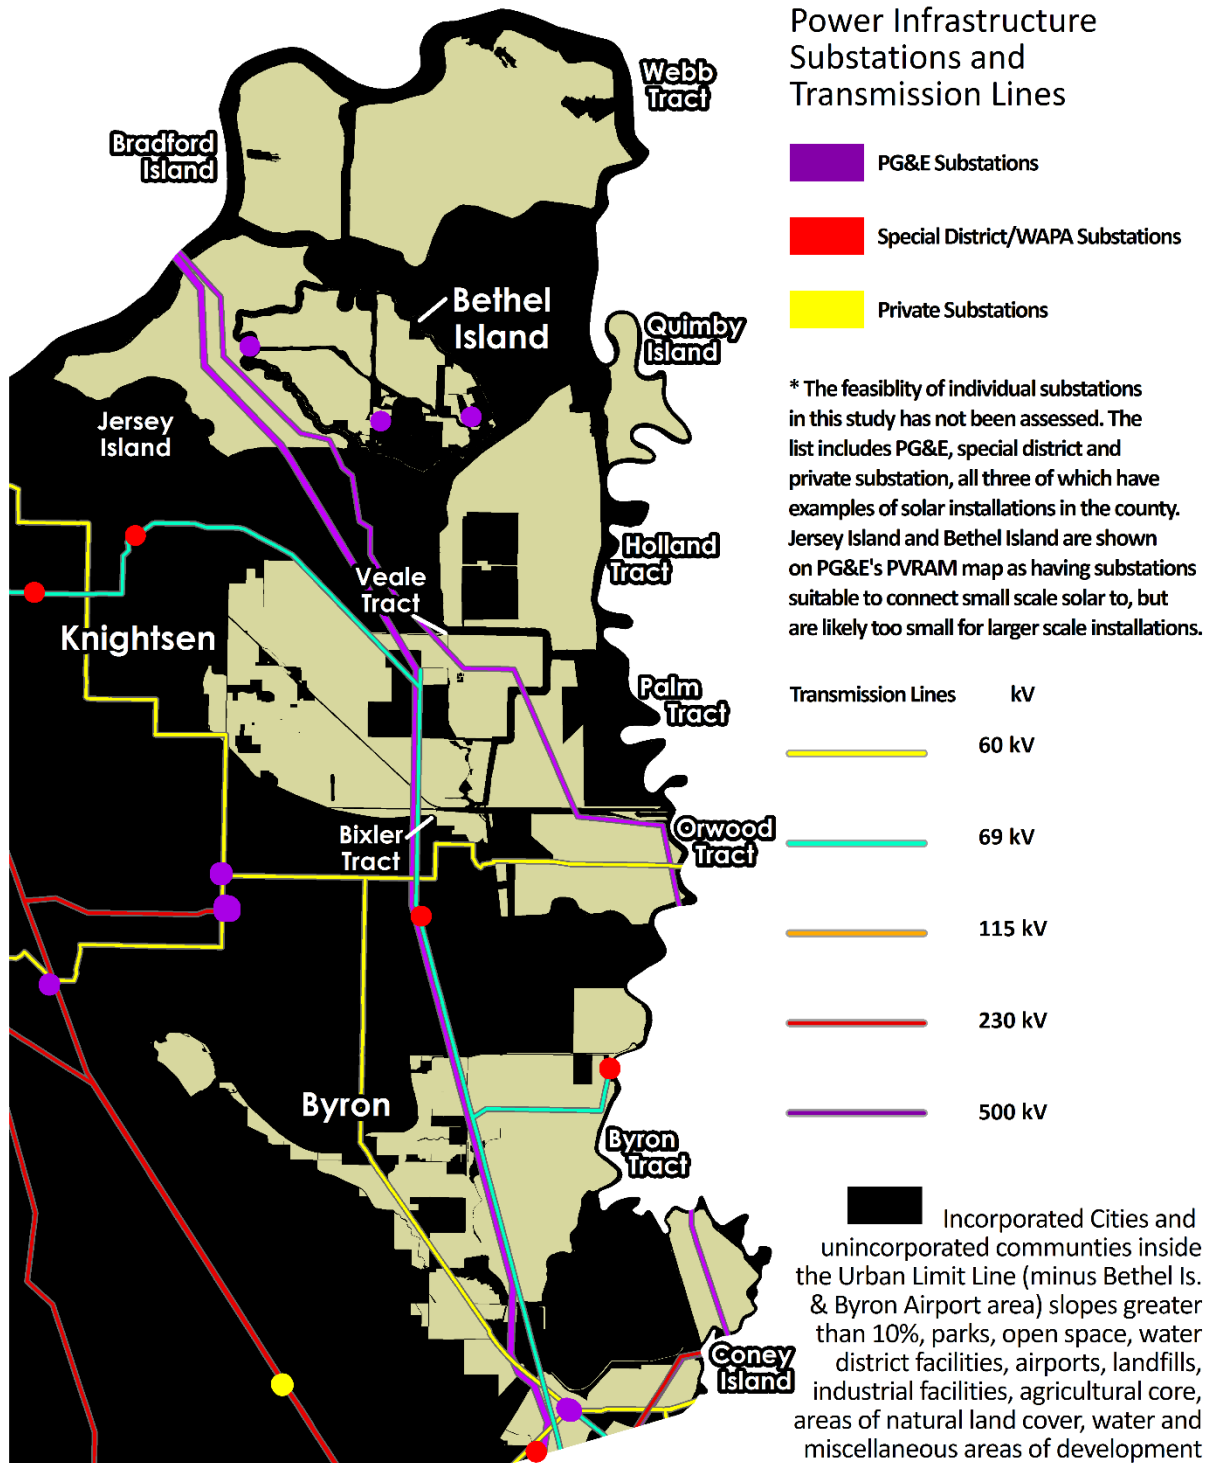 Power Infrastructure
Substations and
Transmission Lines
PG&E Substations
Special District/WAPA Substations
Private Substations
* The feasiblity of individual substations
in this study has not been assessed. The
list includes PG&E, special district and
private substation, all three of which have
examples of solar installations in the county.
Jersey Island and Bethel Island are shown
on PG&E's PVRAM map as having substations
suitable to connect small scale solar to, but
are likely too small for larger scale installations.
Transmission Lines kV
60 kV
69 kV
115 kV
230 kV
500 kV
Incorporated Cities and
unincorporated communties inside
the Urban Limit Line (minus Bethel Is.
& Byron Airport area) slopes greater
than 10%, parks, open space, water
district facilities, airports, landfills,
industrial facilities, agricultural core,
areas of natural land cover, water and
miscellaneous areas of development
Webb
Tract
Bradford
Island
Bethel
Island
Quimby
Island
Jersey
Island
Holland
Tract
Veale
Tract
Knightsen
Palm
Tract
Bixler
Tract
Orwood
Tract
Byron
Byron
Tract
Coney
Island